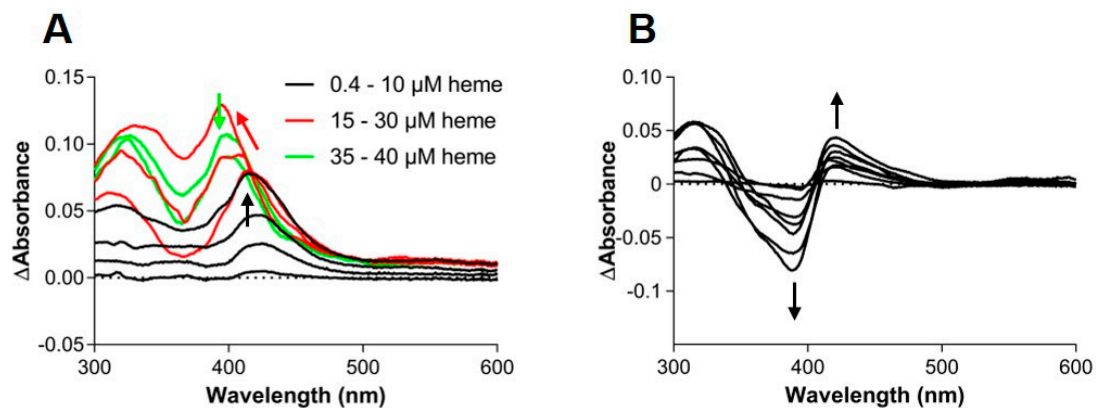 A
B
0.15
0.10
0.05
0.00
-0.05
ΔAbsorbance
0.4 - 10 µM heme
15 - 30 µM heme
35 - 40 µM heme
300
400
500
600
Wavelength (nm)
0.10
0.05
0
-0.05
-0.1
ΔAbsorbance
300
400
500
600
Wavelength (nm)